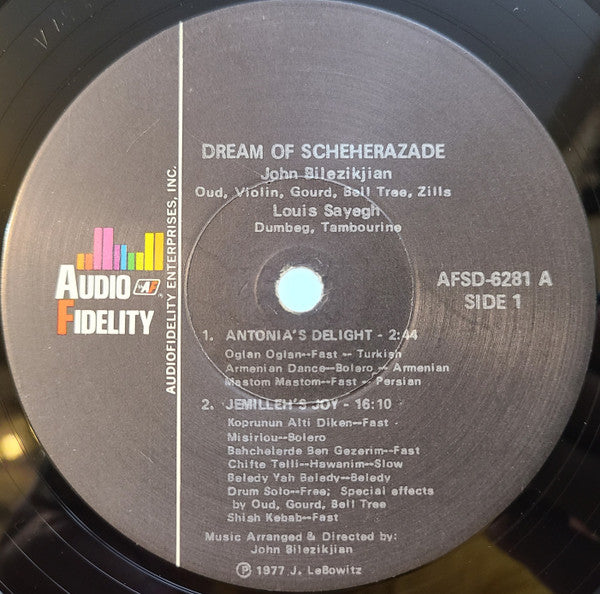 DREAM OF SCHEHERAZADE
John Bilezikjian
Oud, Violin, Gourd, Bell Tree, Zills
Louis Sayegh
Dumbeg, Tambourine
AUDIO
FIDELITY
AUDIOFIDELITY ENTERPRISES, INC.
AFSD-6281 A
SIDE 1
1. ANTONIA'S DELIGHT - 2:44
Oglan Oglan--Fast -- Turkish
Armenian Dance--Bolero -- Armenian
Mastom Mastom--Fast -- Persian
2. JEMILLEH'S JOY - 16:10
Koprunun Alti Diken--Fast
Misiriou--Bolero
Bahchelerde Ben Gezerim--Fast
Chifte Telli--Hawanim--Slow
Beledy Yah Beledy--Beledy
Drum Solo--Free; Special effects
by Oud, Gourd, Bell Tree
Shish Kebab--Fast
Music Arranged & Directed by:
John Bilezikjian
℗ 1977 J. LeBowitz